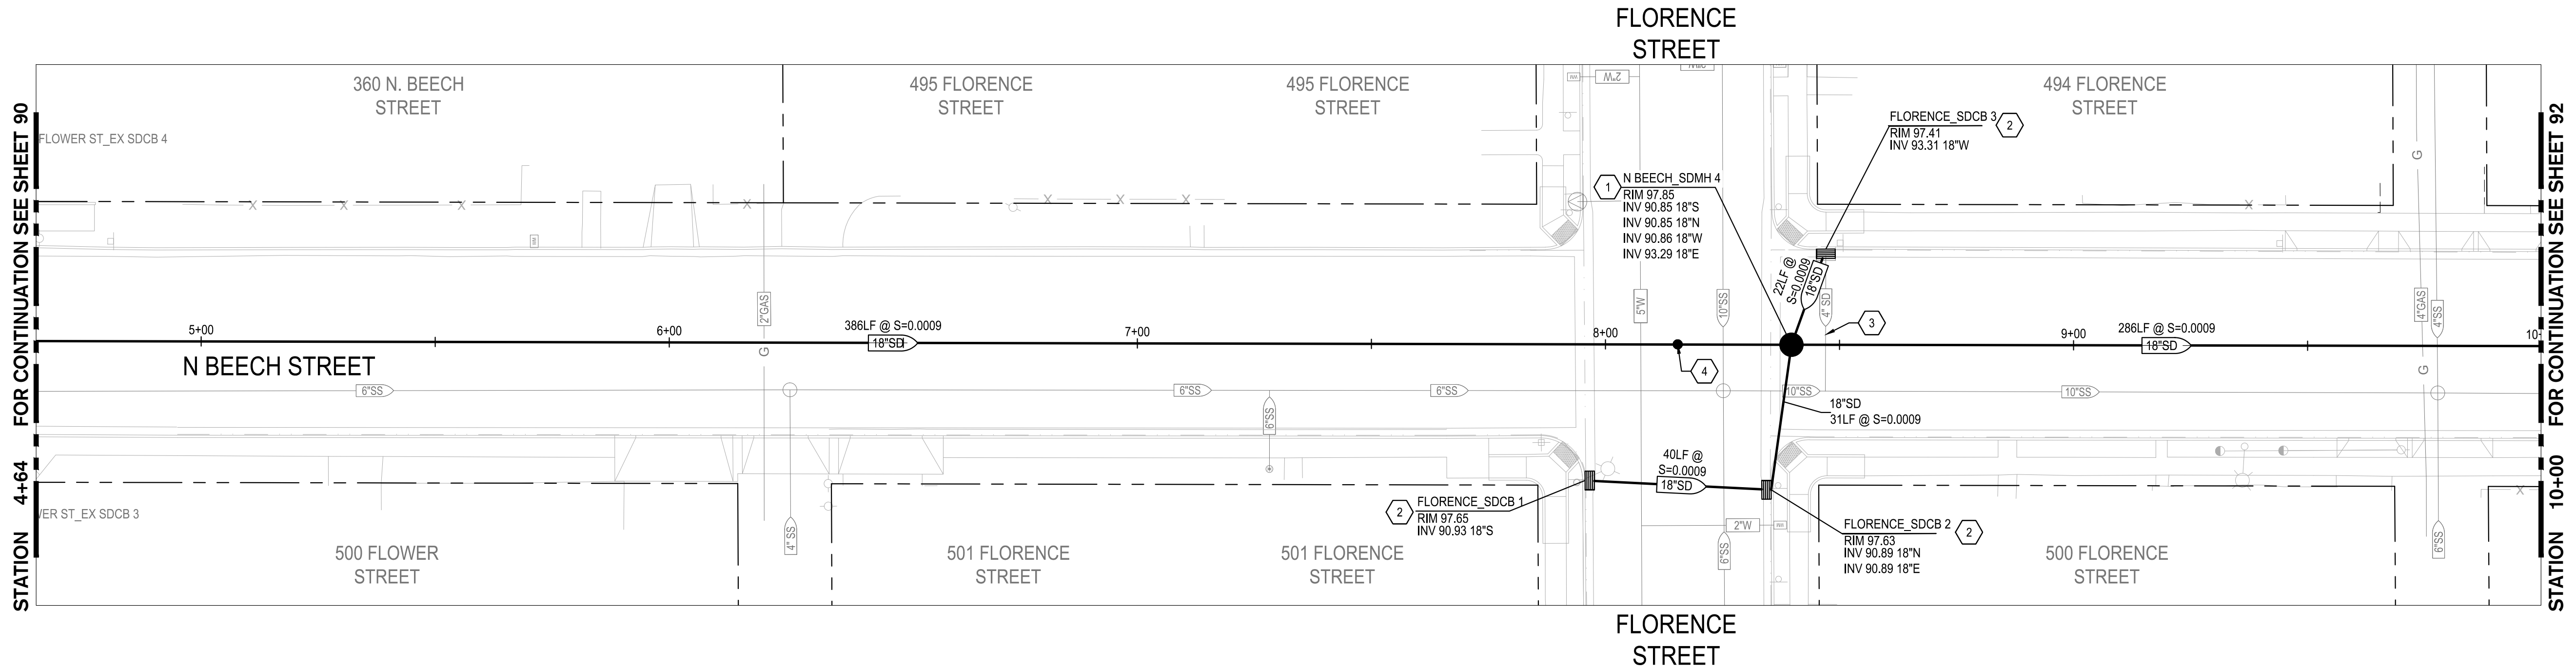 FLORENCE
STREET
FOR CONTINUATION SEE SHEET 90
STATION 4+64
360 N. BEECH
STREET
495 FLORENCE
STREET
495 FLORENCE
STREET
494 FLORENCE
STREET
FLOWER ST_EX SDCB 4
2"W
FLORENCE_SDCB 3
RIM 97.41
INV 93.31 18"W
2
1
N BEECH_SDMH 4
RIM 97.85
INV 90.85 18"S
INV 90.85 18"N
INV 90.86 18"W
INV 93.29 18"E
22LF @
S=0.0009
18"SD
4" SD
3
2"GAS
G
5"W
10"SS
4"GAS
G
4"SS
G
5+00
6+00
7+00
8+00
9+00
10
386LF @ S=0.0009
18"SD
286LF @ S=0.0009
18"SD
N BEECH STREET
4
6"SS
6"SS
6"SS
10"SS
10"SS
6"SS
18"SD
31LF @ S=0.0009
40LF @
S=0.0009
18"SD
2
FLORENCE_SDCB 1
RIM 97.65
INV 90.93 18"S
FLORENCE_SDCB 2
RIM 97.63
INV 90.89 18"N
INV 90.89 18"E
2
2"W
6"SS
4" SS
6"SS
VER ST_EX SDCB 3
500 FLOWER
STREET
501 FLORENCE
STREET
501 FLORENCE
STREET
500 FLORENCE
STREET
FOR CONTINUATION SEE SHEET 92
STATION 10+00
FLORENCE
STREET